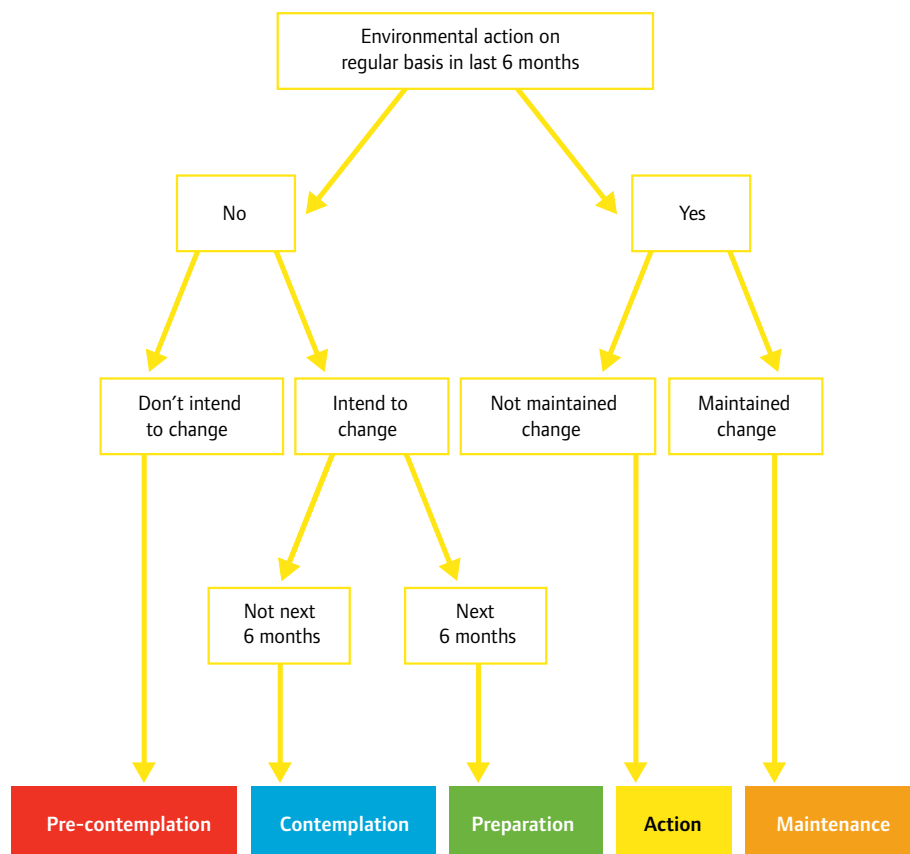 Environmental action on
regular basis in last 6 months
No
Yes
Don't intend
to change
Intend to
change
Not maintained
change
Maintained
change
Not next
6 months
Next
6 months
Pre-contemplation
Contemplation
Preparation
Action
Maintenance